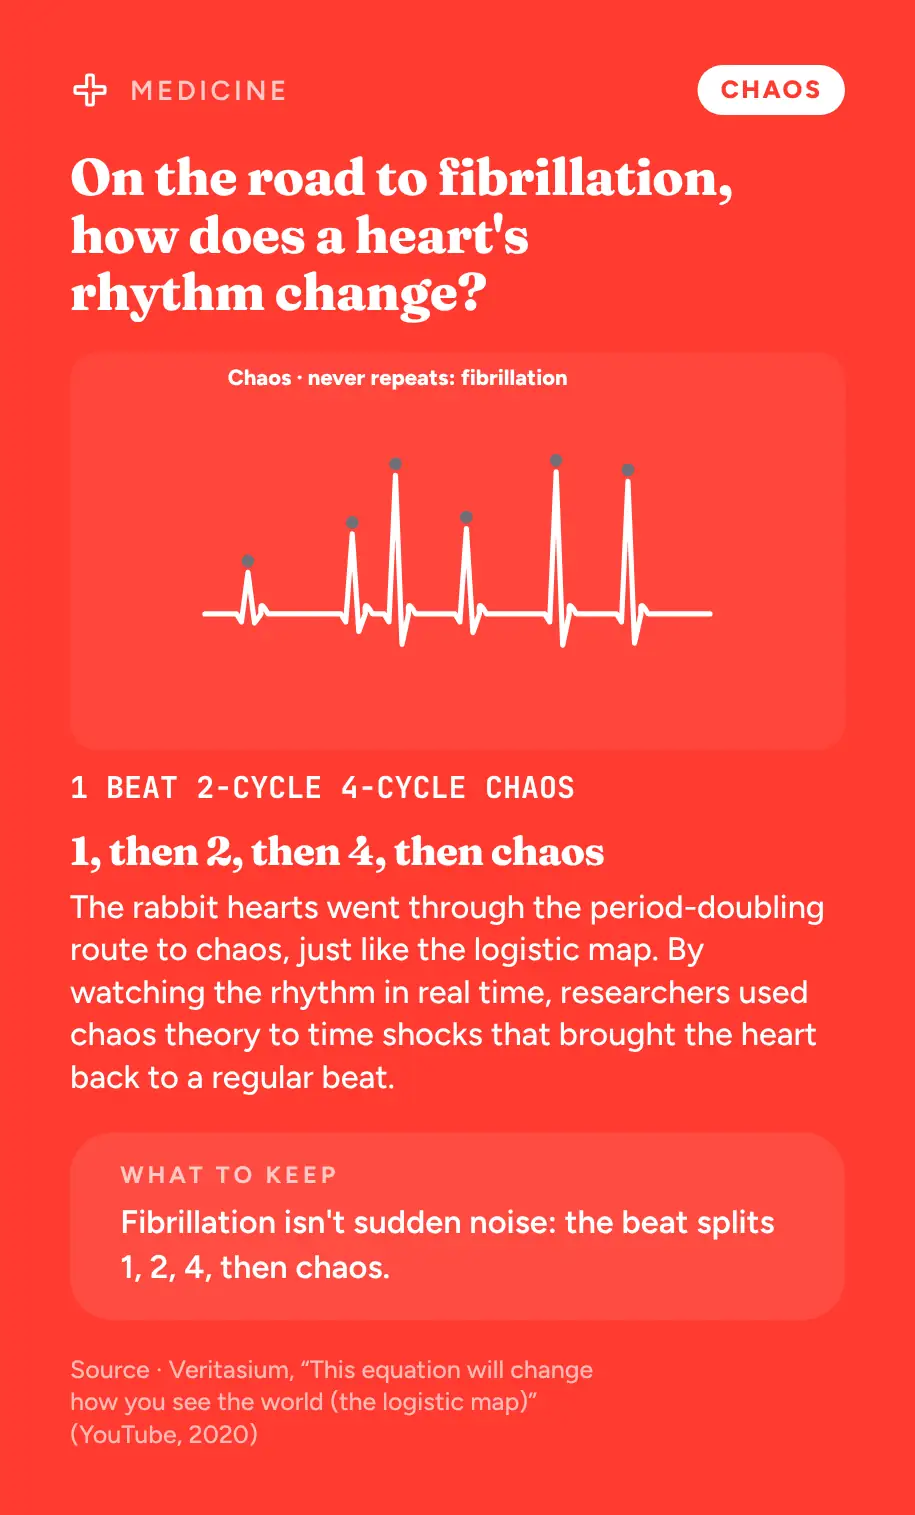 MEDICINE
CHAOS
On the road to fibrillation,
how does a heart's
rhythm change?
Chaos · never repeats: fibrillation
1 BEAT 2-CYCLE 4-CYCLE CHAOS
1, then 2, then 4, then chaos
The rabbit hearts went through the period-doubling
route to chaos, just like the logistic map. By
watching the rhythm in real time, researchers used
chaos theory to time shocks that brought the heart
back to a regular beat.
WHAT TO KEEP
Fibrillation isn't sudden noise: the beat splits
1, 2, 4, then chaos.
Source · Veritasium, “This equation will change
how you see the world (the logistic map)”
(YouTube, 2020)